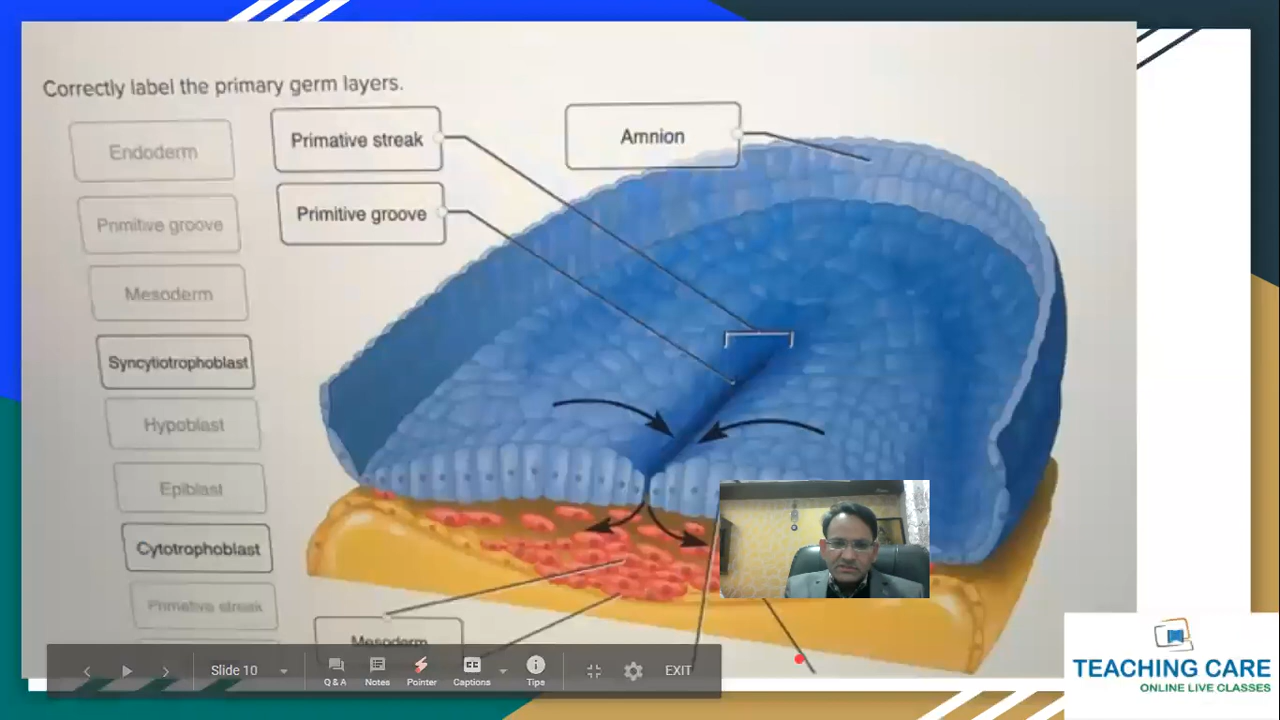 Correctly label the primary germ layers.
Endoderm
Primitive groove
Mesoderm
Syncytiotrophoblast
Hypoblast
Epiblast
Cytotrophoblast
Primative streak
Primative streak
Primitive groove
Amnion
Mesoderm
Slide 10
Q & A
Notes
Pointer
Captions
Tips
EXIT
TEACHING CARE
ONLINE LIVE CLASSES